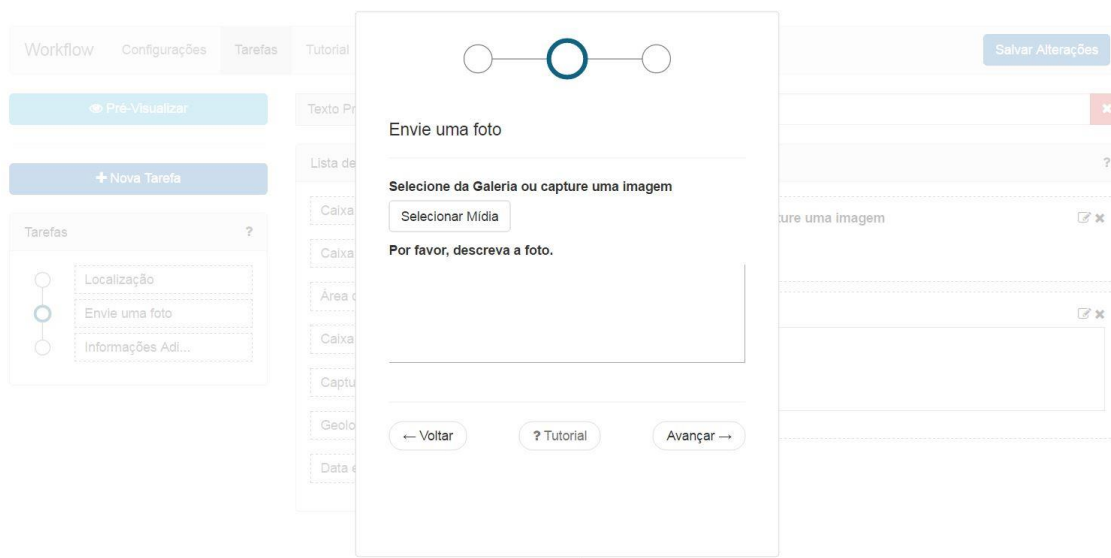 Workflow
Configurações
Tarefas
Tutorial
Salvar Alterações
Pré-Visualizar
+ Nova Tarefa
Tarefas
?
Localização
Envie uma foto
Informações Adi...
Texto Pr
Lista de
?
Caixa
Caixa
Área
Caixa
Captu
Geolo
Data e
ture uma imagem
Envie uma foto
Selecione da Galeria ou capture uma imagem
Selecionar Mídia
Por favor, descreva a foto.
← Voltar
? Tutorial
Avançar →